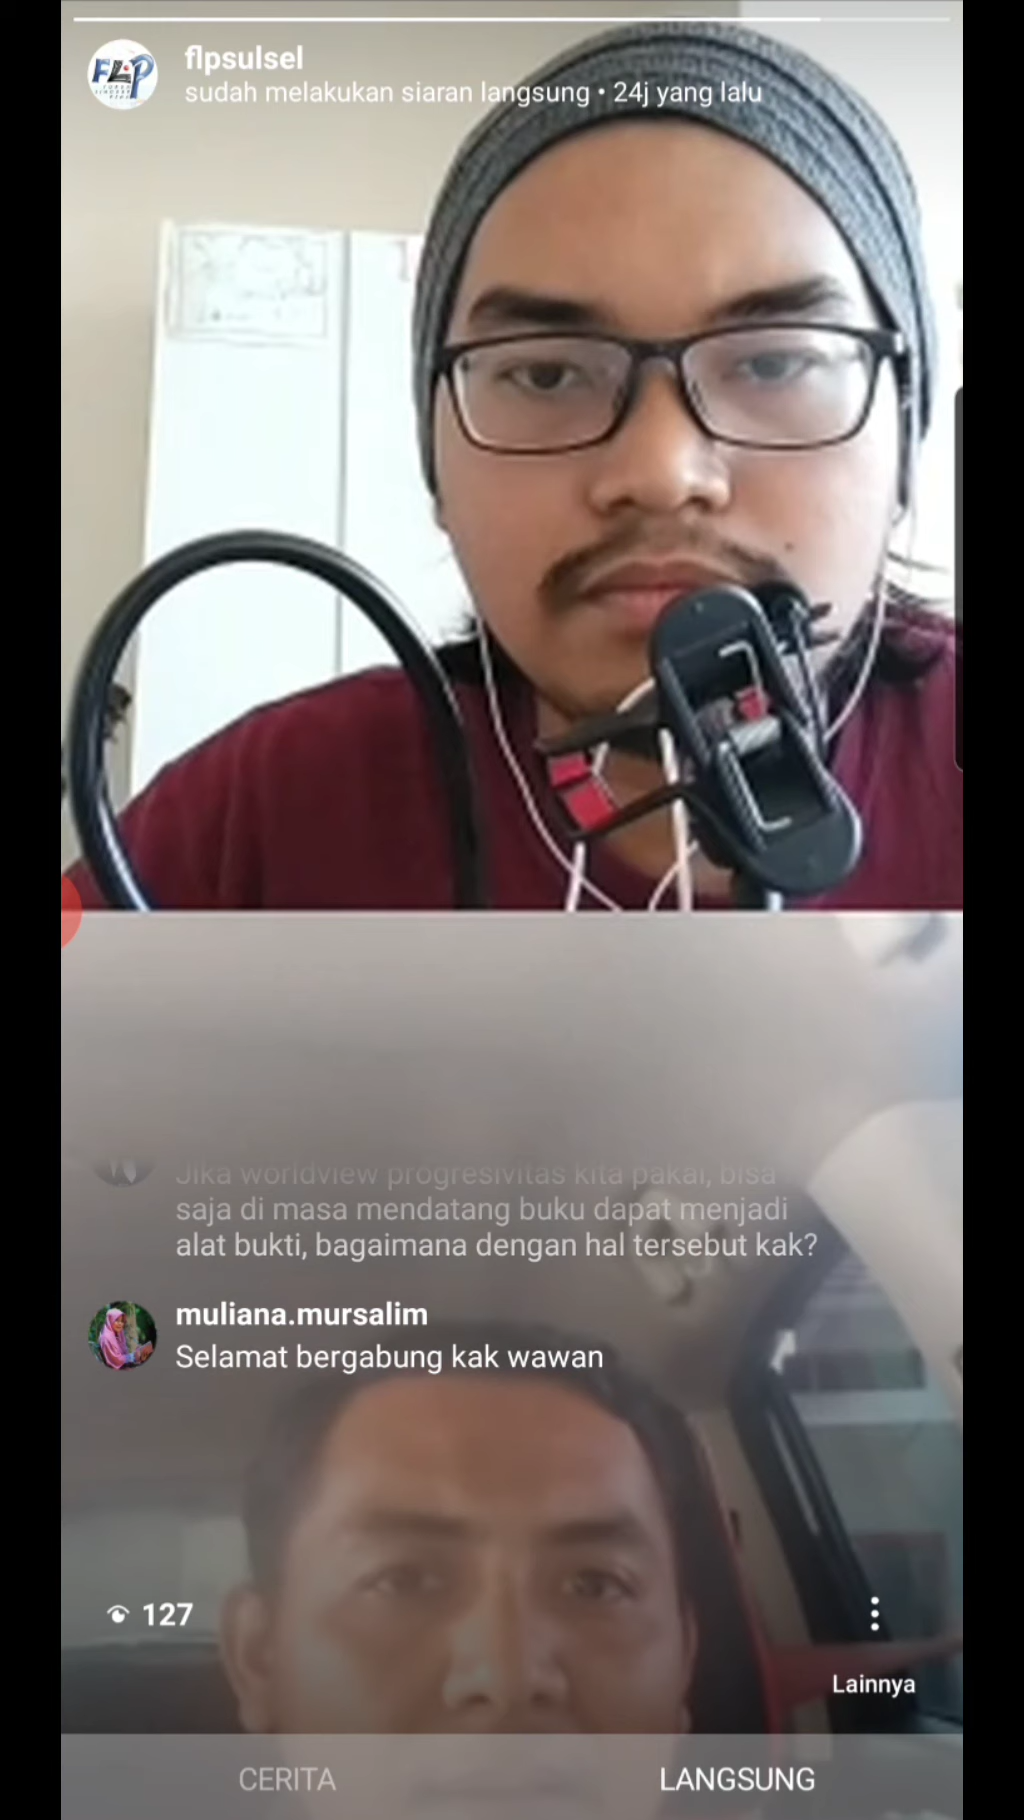 flpsulsel
sudah melakukan siaran langsung • 24j yang lalu
FLP
Jika worldview progresivitas kita pakai, bisa
saja di masa mendatang buku dapat menjadi
alat bukti, bagaimana dengan hal tersebut kak?
muliana.mursalim
Selamat bergabung kak wawan
127
Lainnya
CERITA
LANGSUNG